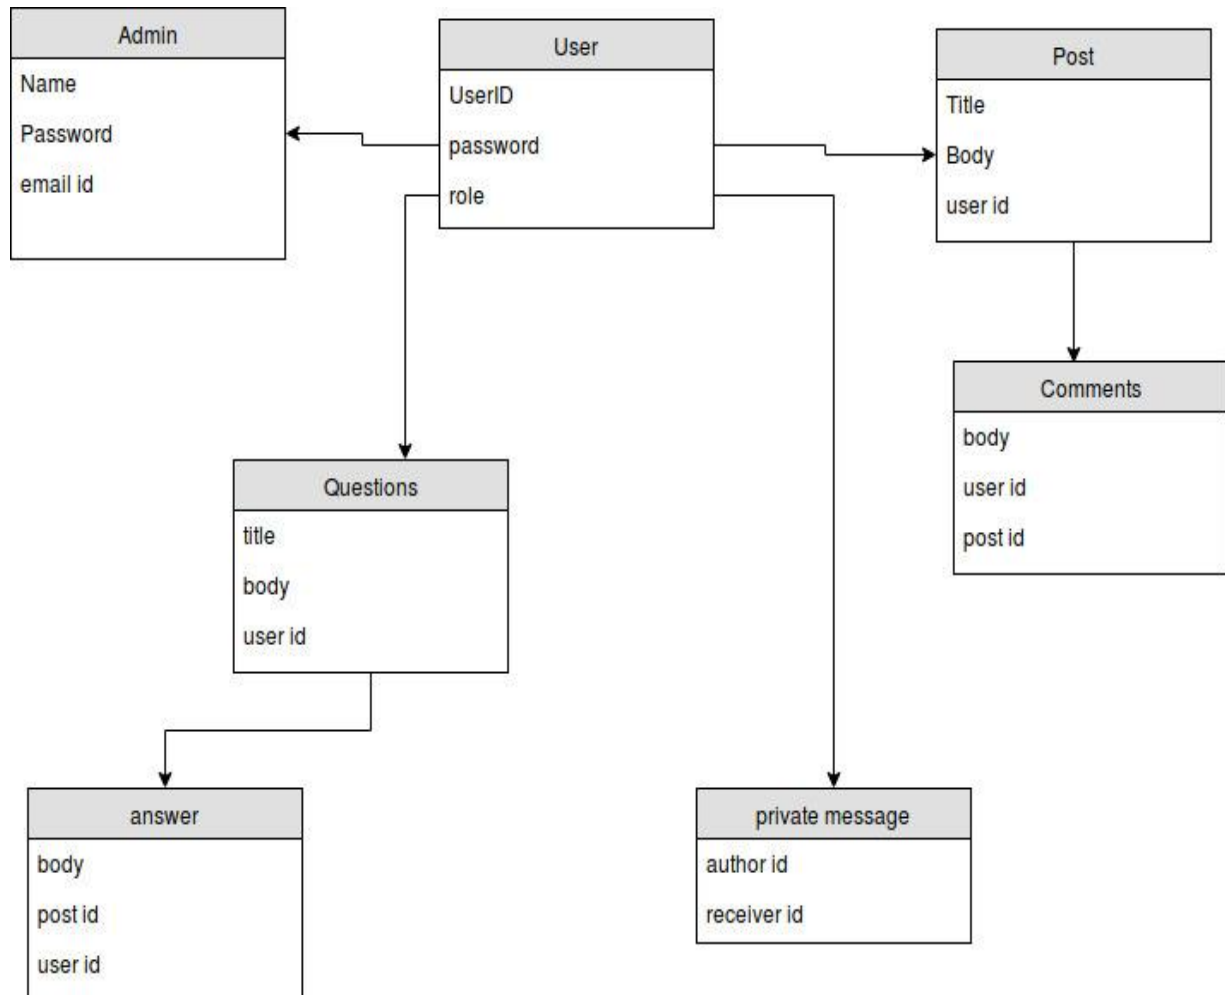 Admin
Name
Password
email id
User
UserID
password
role
Post
Title
Body
user id
Comments
body
user id
post id
Questions
title
body
user id
answer
body
post id
user id
private message
author id
receiver id